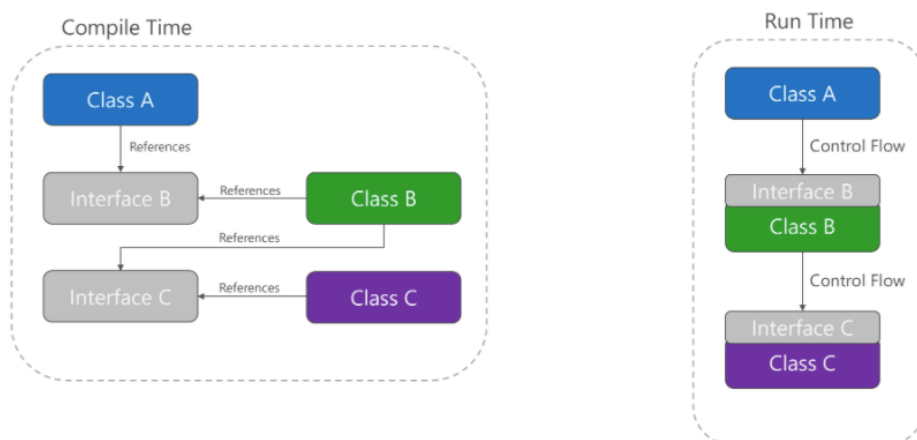 Compile Time
Class A
References
Interface B
References
Class B
References
Interface C
References
Class C
Run Time
Class A
Control Flow
Interface B
Class B
Control Flow
Interface C
Class C